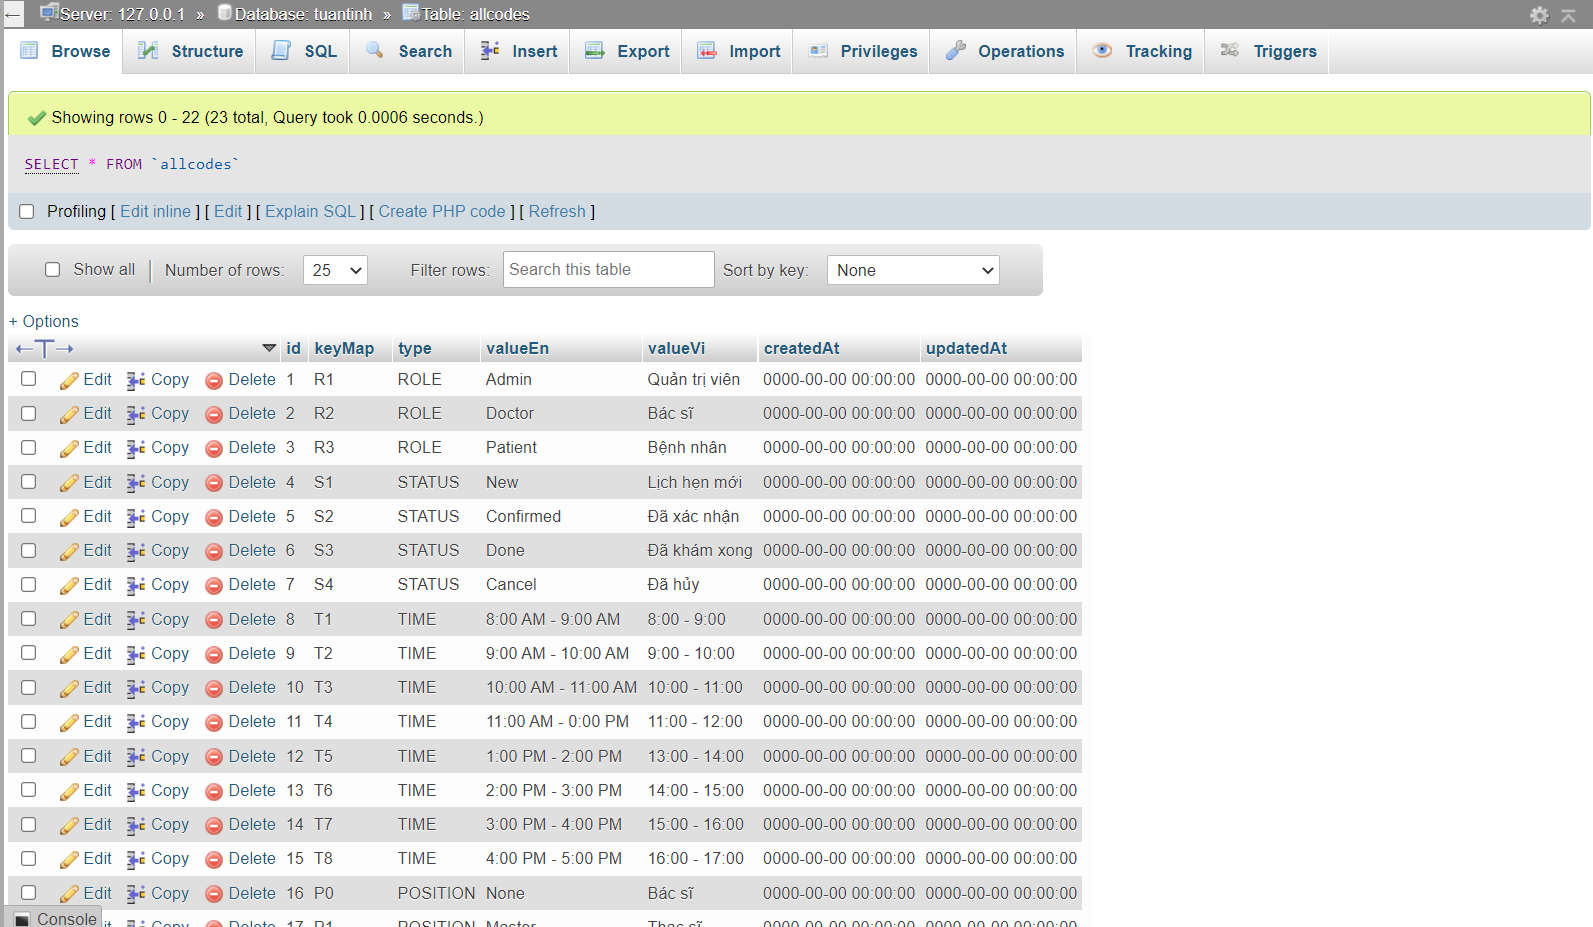 ← Server: 127.0.0.1 » Database: tuantinh » Table: allcodes
Browse Structure SQL Search Insert Export Import Privileges Operations Tracking Triggers
Showing rows 0 - 22 (23 total, Query took 0.0006 seconds.)
SELECT * FROM `allcodes`
Profiling [ Edit inline ] [ Edit ] [ Explain SQL ] [ Create PHP code ] [ Refresh ]
Show all Number of rows: 25 Filter rows: Search this table Sort by key: None
+ Options
←T→ id keyMap type valueEn valueVi createdAt updatedAt
Edit Copy Delete 1 R1 ROLE Admin Quản trị viên 0000-00-00 00:00:00 0000-00-00 00:00:00
Edit Copy Delete 2 R2 ROLE Doctor Bác sĩ 0000-00-00 00:00:00 0000-00-00 00:00:00
Edit Copy Delete 3 R3 ROLE Patient Bệnh nhân 0000-00-00 00:00:00 0000-00-00 00:00:00
Edit Copy Delete 4 S1 STATUS New Lịch hẹn mới 0000-00-00 00:00:00 0000-00-00 00:00:00
Edit Copy Delete 5 S2 STATUS Confirmed Đã xác nhận 0000-00-00 00:00:00 0000-00-00 00:00:00
Edit Copy Delete 6 S3 STATUS Done Đã khám xong 0000-00-00 00:00:00 0000-00-00 00:00:00
Edit Copy Delete 7 S4 STATUS Cancel Đã hủy 0000-00-00 00:00:00 0000-00-00 00:00:00
Edit Copy Delete 8 T1 TIME 8:00 AM - 9:00 AM 8:00 - 9:00 0000-00-00 00:00:00 0000-00-00 00:00:00
Edit Copy Delete 9 T2 TIME 9:00 AM - 10:00 AM 9:00 - 10:00 0000-00-00 00:00:00 0000-00-00 00:00:00
Edit Copy Delete 10 T3 TIME 10:00 AM - 11:00 AM 10:00 - 11:00 0000-00-00 00:00:00 0000-00-00 00:00:00
Edit Copy Delete 11 T4 TIME 11:00 AM - 0:00 PM 11:00 - 12:00 0000-00-00 00:00:00 0000-00-00 00:00:00
Edit Copy Delete 12 T5 TIME 1:00 PM - 2:00 PM 13:00 - 14:00 0000-00-00 00:00:00 0000-00-00 00:00:00
Edit Copy Delete 13 T6 TIME 2:00 PM - 3:00 PM 14:00 - 15:00 0000-00-00 00:00:00 0000-00-00 00:00:00
Edit Copy Delete 14 T7 TIME 3:00 PM - 4:00 PM 15:00 - 16:00 0000-00-00 00:00:00 0000-00-00 00:00:00
Edit Copy Delete 15 T8 TIME 4:00 PM - 5:00 PM 16:00 - 17:00 0000-00-00 00:00:00 0000-00-00 00:00:00
Edit Copy Delete 16 P0 POSITION None Bác sĩ 0000-00-00 00:00:00 0000-00-00 00:00:00
Console Copy Delete 17 P1 POSITION Master